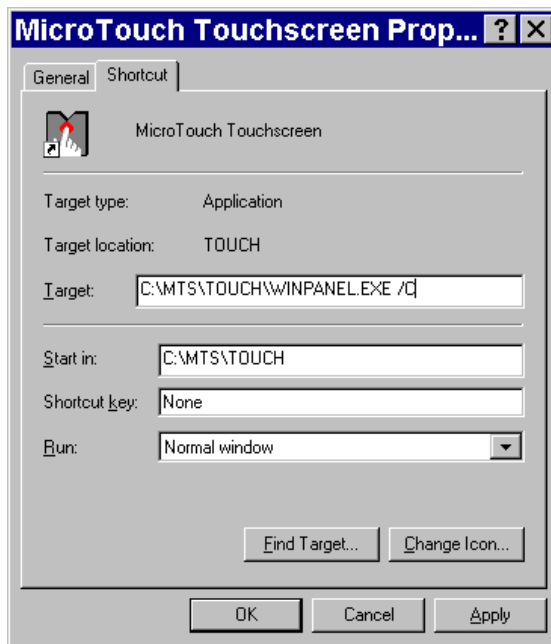 MicroTouch Touchscreen Prop... ? X
General Shortcut
MicroTouch Touchscreen
Target type: Application
Target location: TOUCH
Target: C:\MTS\TOUCH\WINPANEL.EXE /C
Start in: C:\MTS\TOUCH
Shortcut key: None
Run: Normal window
Find Target... Change Icon...
OK Cancel Apply